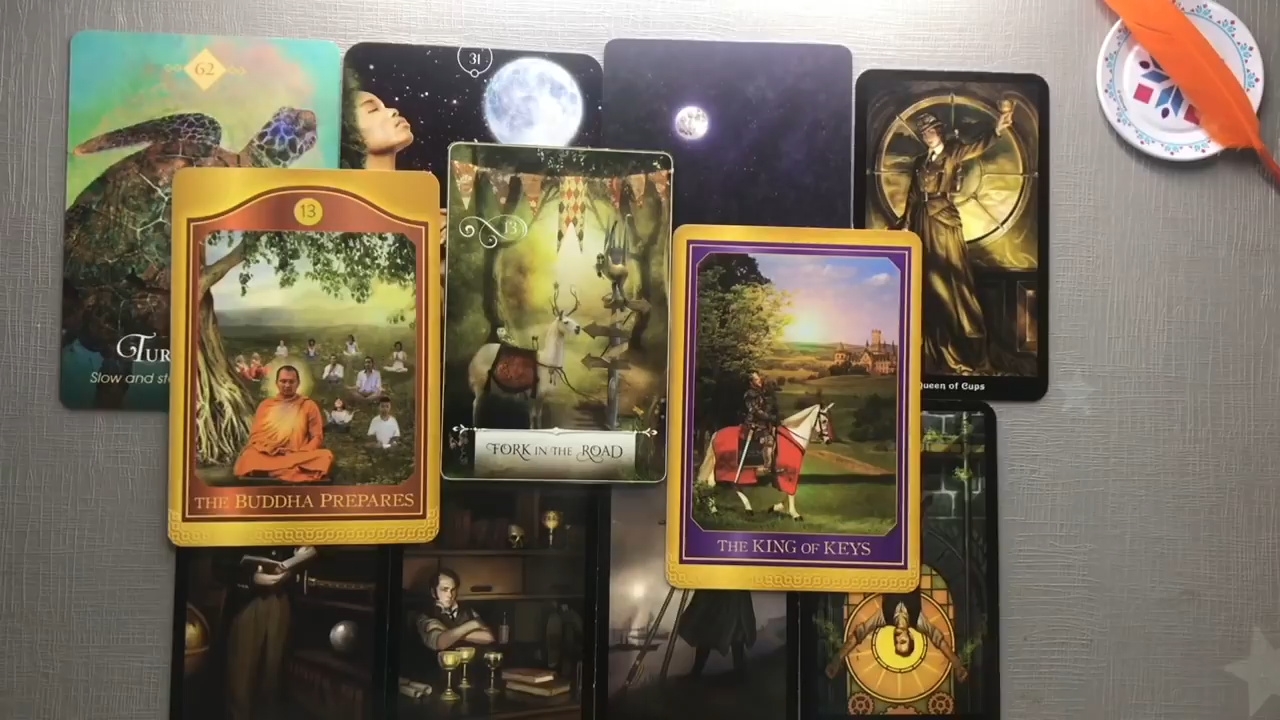 62
31
13
13
Slow and
FORK IN THE ROAD
Queen of Cups
THE BUDDHA PREPARES
THE KING OF KEYS